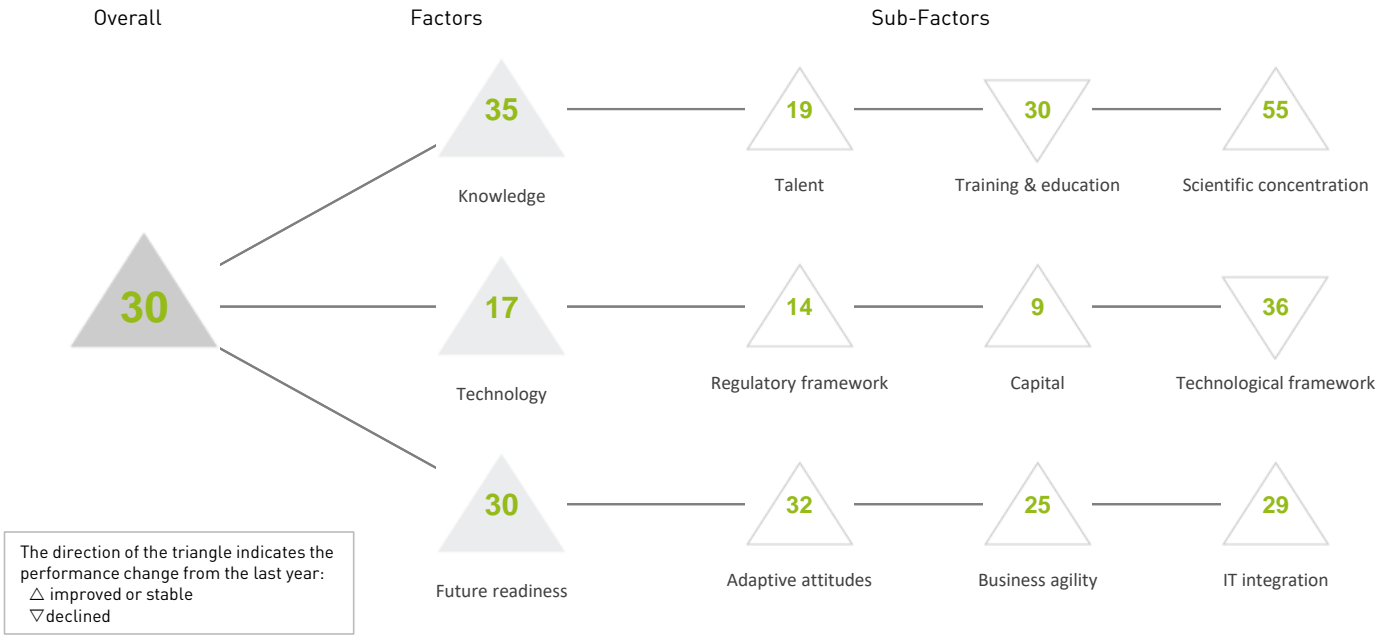 Overall Factors Sub-Factors
35 19 30 55
Knowledge Talent Training & education Scientific concentration
30 17 14 9 36
Technology Regulatory framework Capital Technological framework
30 32 25 29
Future readiness Adaptive attitudes Business agility IT integration
The direction of the triangle indicates the
performance change from the last year:
△ improved or stable
▽declined